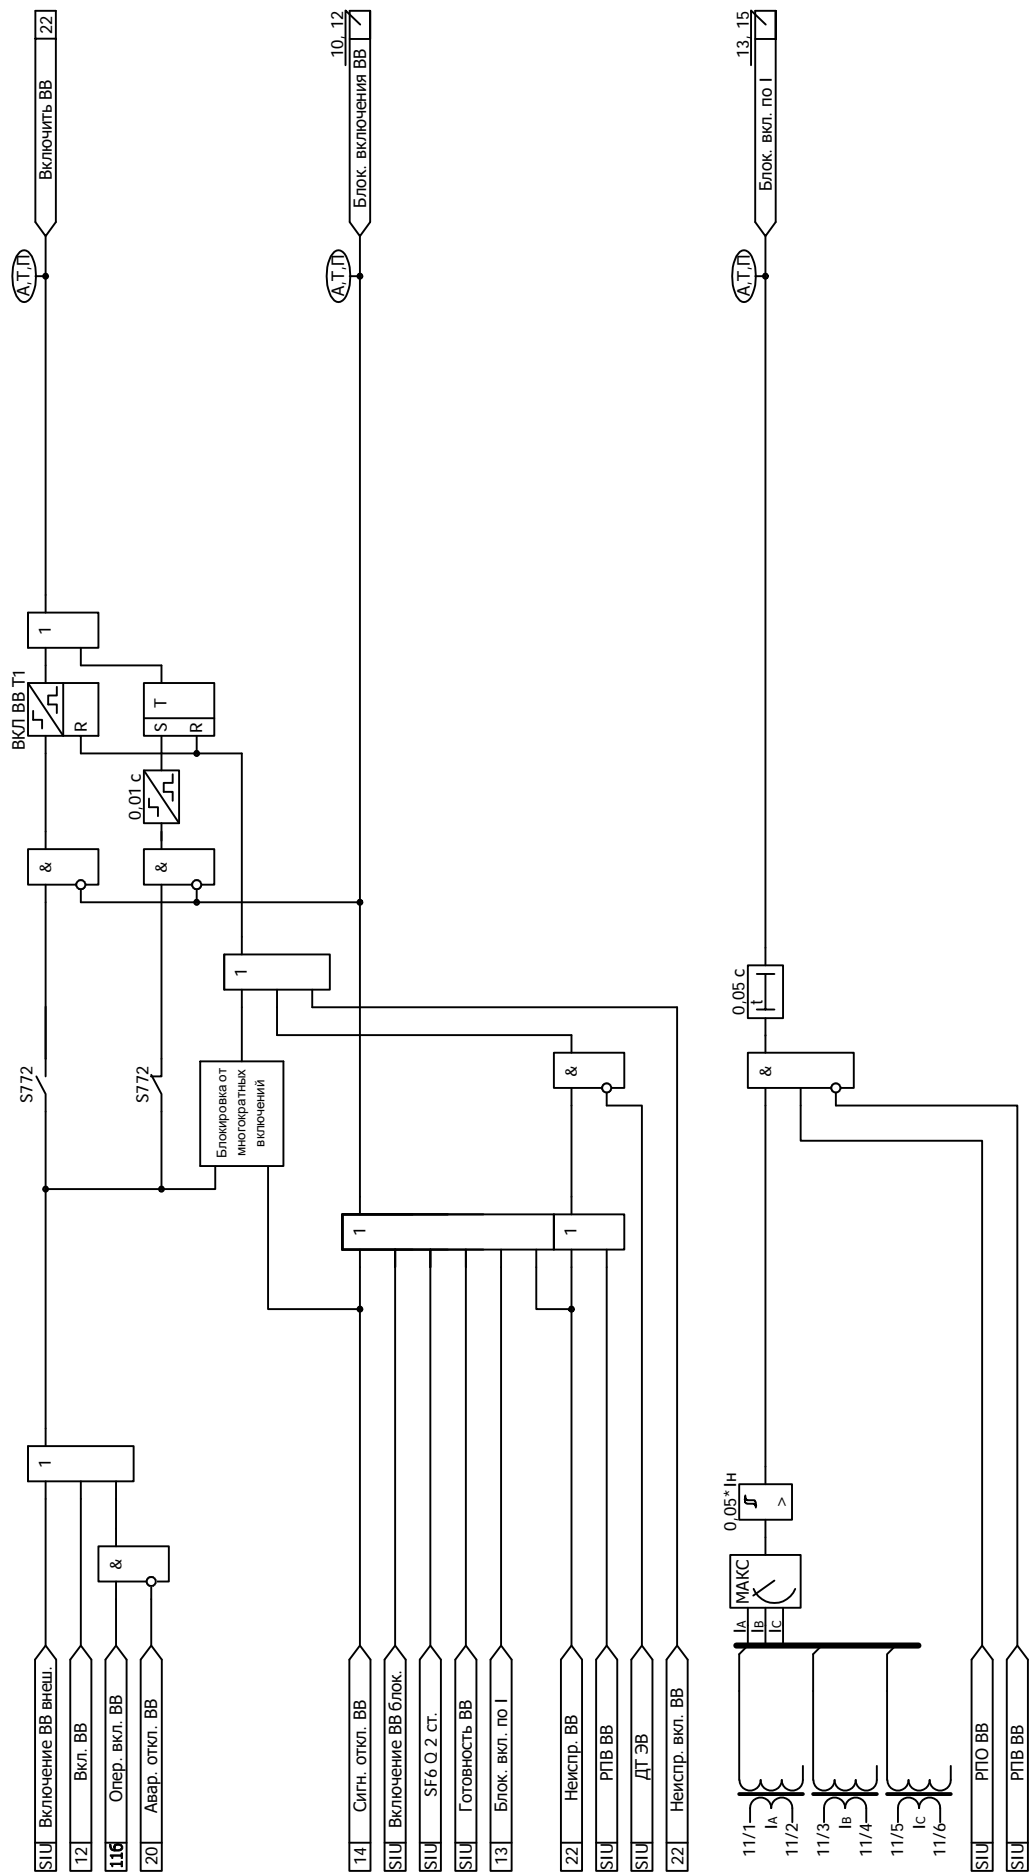 SIU Включение ВВ внеш.
12 Вкл. ВВ
116 Опер. вкл. ВВ
20 Авар. откл. ВВ
&
1
S772
S772
&
&
0,01 с
ВКЛ ВВ Т1
R
S T
R
1
А,Т,П
Включить ВВ 22
14 Сигн. откл. ВВ
SIU Включение ВВ блок.
SIU SF6 Q 2 ст.
SIU Готовность ВВ
13 Блок. вкл. по I
22 Неиспр. ВВ
SIU РПВ ВВ
SIU ДТ ЭВ
22 Неиспр. вкл. ВВ
1
1
Блокировка от
многократных
включений
&
1
А,Т,П
Блок. включения ВВ
10, 12
11/1
IA
11/2
11/3
IB
11/4
11/5
IC
11/6
IA
IB
IC
МАКС
0,05* Iн
>
&
0,05 с
t
А,Т,П
Блок. вкл. по I
13, 15
SIU РПО ВВ
SIU РПВ ВВ